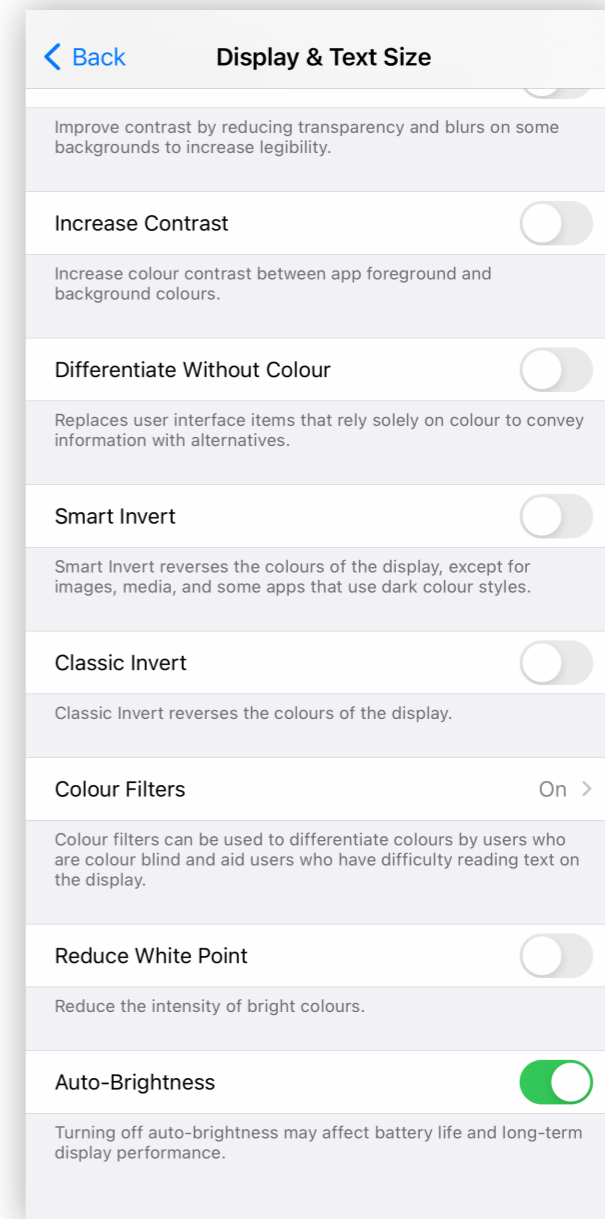 Back
Display & Text Size
Improve contrast by reducing transparency and blurs on some
backgrounds to increase legibility.
Increase Contrast
Increase colour contrast between app foreground and
background colours.
Differentiate Without Colour
Replaces user interface items that rely solely on colour to convey
information with alternatives.
Smart Invert
Smart Invert reverses the colours of the display, except for
images, media, and some apps that use dark colour styles.
Classic Invert
Classic Invert reverses the colours of the display.
Colour Filters
On
Colour filters can be used to differentiate colours by users who
are colour blind and aid users who have difficulty reading text on
the display.
Reduce White Point
Reduce the intensity of bright colours.
Auto-Brightness
Turning off auto-brightness may affect battery life and long-term
display performance.